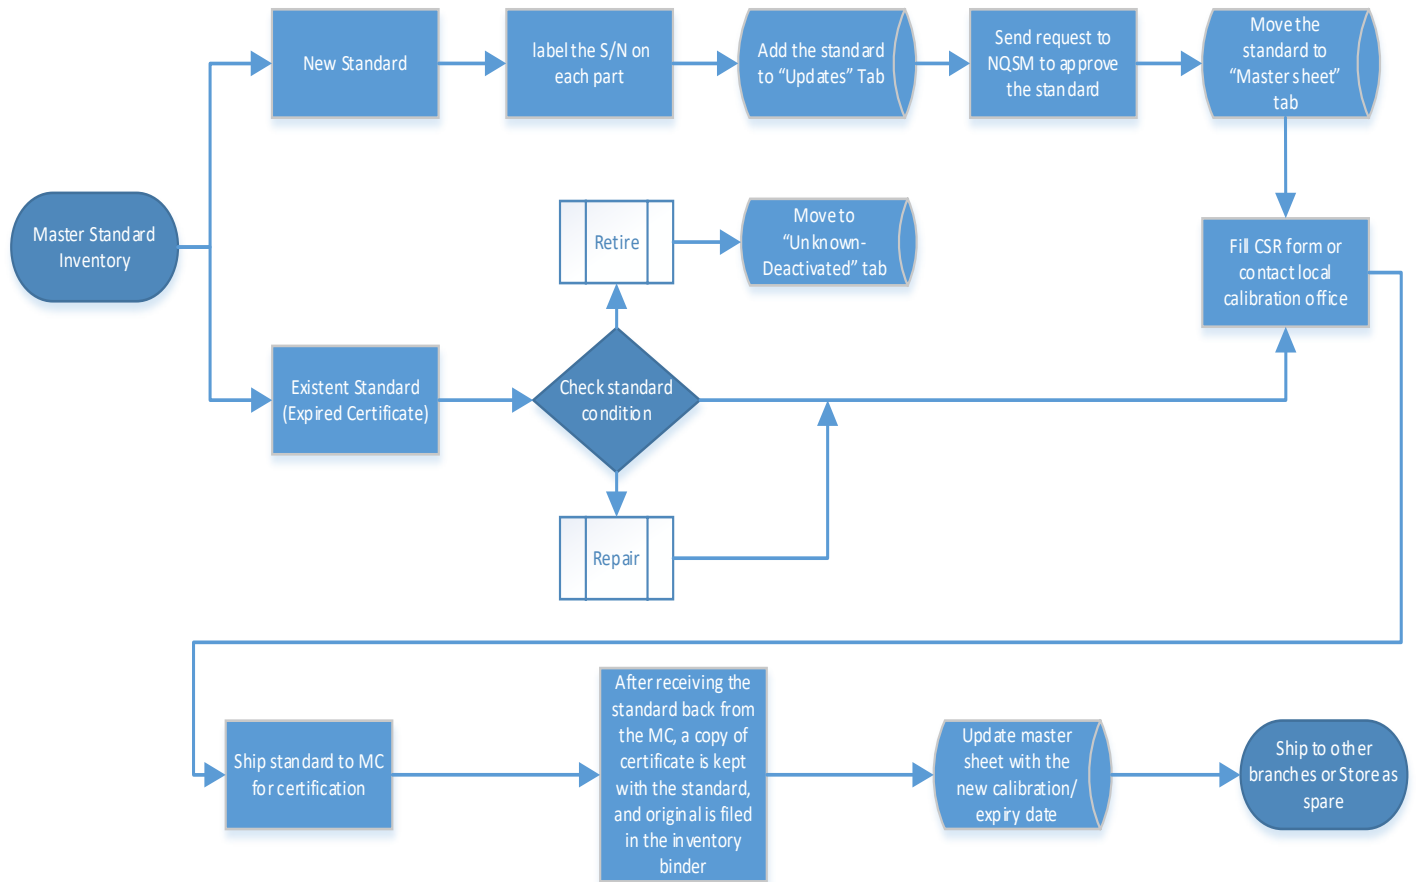 New Standard
label the S/N on
each part
Add the standard
to “Updates” Tab
Send request to
NQSM to approve
the standard
Move the
standard to
“Master sheet”
tab
Master Standard
Inventory
Retire
Move to
“Unknown-
Deactivated” tab
Fill CSR form or
contact local
calibration office
Existent Standard
(Expired Certificate)
Check standard
condition
Repair
Ship standard to MC
for certification
After receiving the
standard back from
the MC, a copy of
certificate is kept
with the standard,
and original is filed
in the inventory
binder
Update master
sheet with the
new calibration/
expiry date
Ship to other
branches or Store as
spare